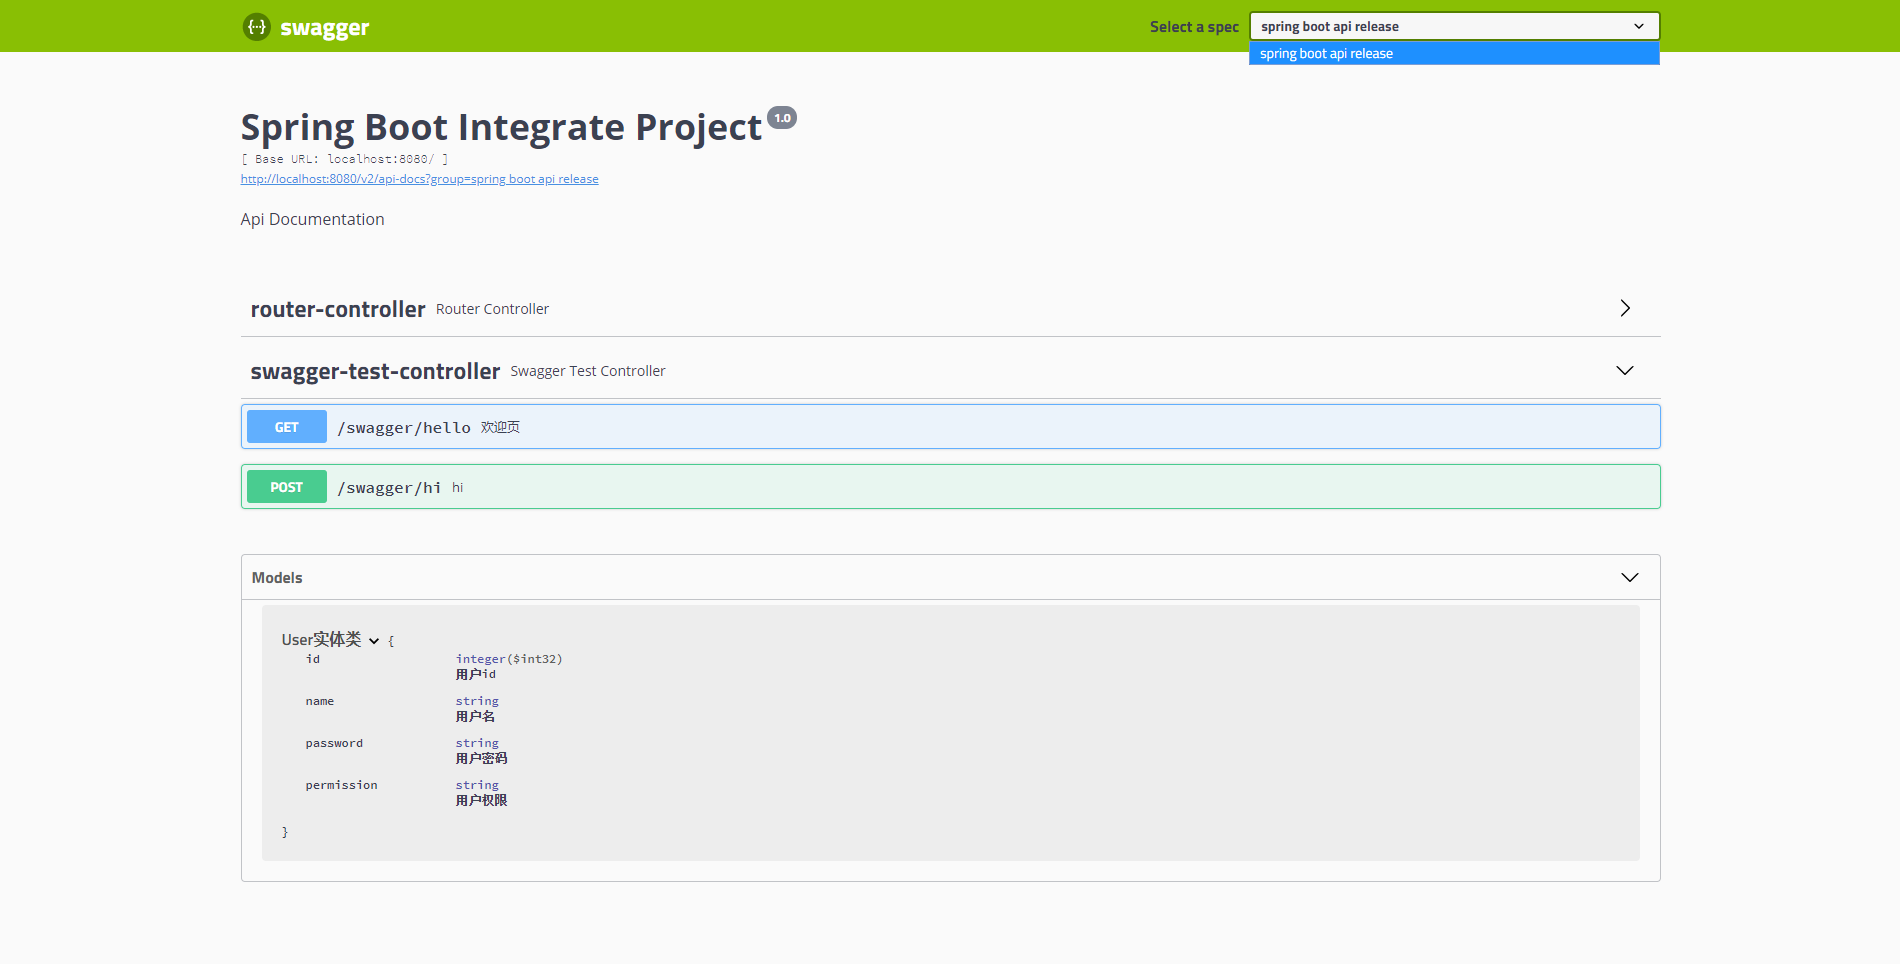 {···} swagger
Select a spec
spring boot api release
spring boot api release
Spring Boot Integrate Project 1.0
[ Base URL: localhost:8080/ ]
http://localhost:8080/v2/api-docs?group=spring boot api release
Api Documentation
router-controller Router Controller
swagger-test-controller Swagger Test Controller
GET /swagger/hello 欢迎页
POST /swagger/hi hi
Models
User实体类 {
id integer($int32)
用户id
name string
用户名
password string
用户密码
permission string
用户权限
}